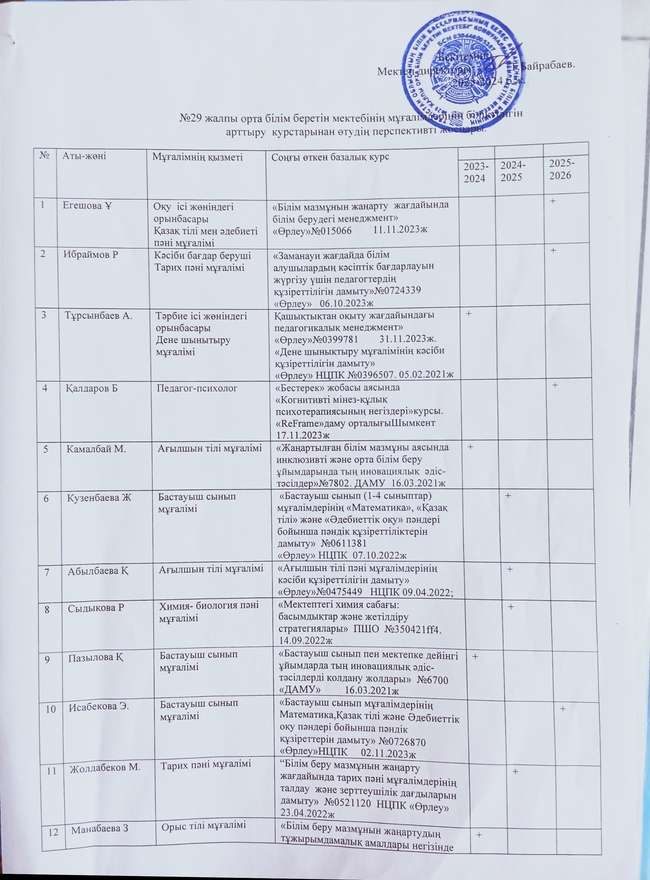 Бекітемін
Мектеп директоры Байрабаев.
2023-2024 о.ж.
№29 жалпы орта білім беретін мектебінің мұғалімдерінің біліктілігін
арттыру курстарынан өтудің перспективті жоспары.
№ Аты-жөні Мұғалімнің қызметі Соңғы өткен базалық курс
2023-2024 2024-2025 2025-2026
1 Егешова Ұ Оқу ісі жөніндегі «Білім мазмұнын жаңарту жағдайында +
орынбасары білім берудегі менеджмент»
Қазақ тілі мен әдебиеті «Өрлеу»№015066 11.11.2023ж
пәні мұғалімі
2 Ибраймов Р Кәсіби бағдар беруші «Заманауи жағдайда білім +
Тарих пәні мұғалімі алушылардың кәсіптік бағдарлауын
жүргізу үшін педагогтердің
құзіреттілігін дамыту»№0724339
«Өрлеу» 06.10.2023ж
3 Тұрсынбаев А. Тәрбие ісі жөніндегі Қашықтықтан оқыту жағдайындағы +
орынбасары педагогикалық менеджмент»
Дене шынытыру «Өрлеу»№0399781 31.11.2023ж.
мұғалімі «Дене шынықтыру мұғалімінің кәсіби
құзіреттілігін дамыту»
«Өрлеу» НЦПК №0396507. 05.02.2021ж
4 Қалдаров Б Педагог-психолог «Бестерек» жобасы аясында +
«Когнитивті мінез-құлық
психотерапиясының негіздері»курсы.
«ReFrame»даму орталығыШымкент
17.11.2023ж
5 Камалбай М. Ағылшын тілі мұғалімі «Жаңартылған білім мазмұны аясында +
инклюзивті және орта білім беру
ұйымдарында тың иновациялық әдіс-
тәсілдер»№7802. ДАМУ 16.03.2021ж
6 Кузенбаева Ж Бастауыш сынып «Бастауыш сынып (1-4 сыныптар) +
мұғалімі мұғалімдерінің «Математика», «Қазақ
тілі» және «Әдебиеттік оқу» пәндері
бойынша пәндік құзіреттіліктерін
дамыту» №0611381
«Өрлеу» НЦПК 07.10.2022ж
7 Абылбаева Қ Ағылшын тілі мұғалімі «Ағылшын тілі пәні мұғалімдерінің +
кәсіби құзіреттілігін дамыту»
«Өрлеу»№0475449 НЦПК 09.04.2022;
8 Сыдыкова Р Химия- биология пәні «Мектептегі химия сабағы: +
мұғалімі басымдықтар және жетілдіру
стратегиялары» ПШО №350421ff4.
14.09.2022ж
9 Пазылова Қ Бастауыш сынып «Бастауыш сынып пен мектепке дейінгі +
мұғалімі ұйымдарда тың иновациялық әдіс-
тәсілдерді колдану жолдары» №6700
«ДАМУ» 16.03.2021ж
10 Исабекова Э. Бастауыш сынып «Бастауыш сынып мұғалімдерінің +
мұғалімі Математика,Қазақ тілі және Әдебиеттік
оқу пәндері бойынша пәндік
құзіреттерін дамыту» №0726870
«Өрлеу»НЦПК 02.11.2023ж
11 Жолдабеков М. Тарих пәні мұғалімі “Білім беру мазмұнын жаңарту +
жағдайында тарих пәні мұғалімдерінің
талдау және зерттеушілік дағдыларын
дамыту» №0521120 НЦПК «Өрлеу»
23.04.2022ж
12 Манабаева З Орыс тілі мұғалімі «Білім беру мазмұнын жаңартудың +
тұжырымдамалық амалдары негізінде